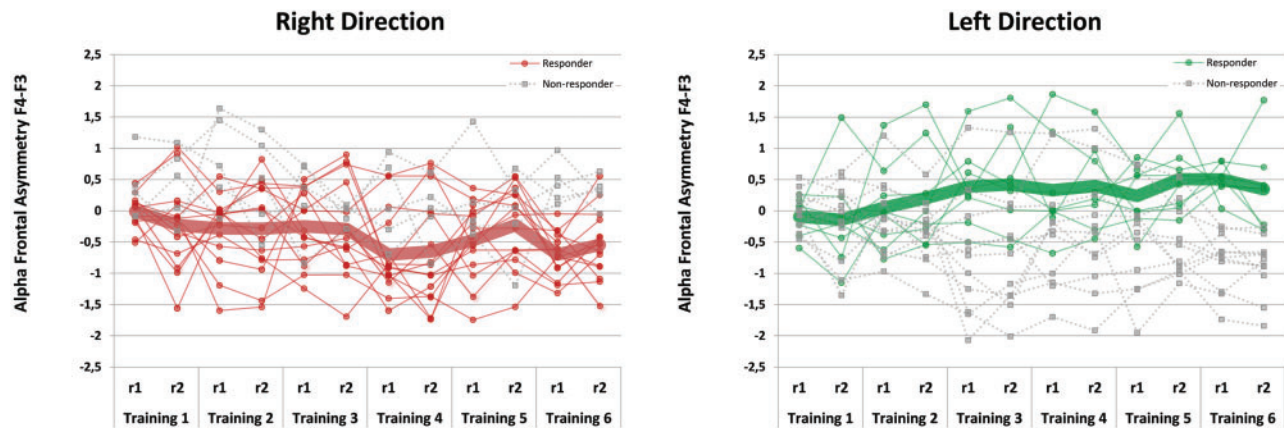 Right Direction
Alpha Frontal Asymmetry F4-F3
2,5
2
1,5
1
0,5
0
-0,5
-1
-1,5
-2
-2,5
Responder
Non-responder
r1 r2 r1 r2 r1 r2 r1 r2 r1 r2 r1 r2
Training 1 Training 2 Training 3 Training 4 Training 5 Training 6
Left Direction
Alpha Frontal Asymmetry F4-F3
2,5
2
1,5
1
0,5
0
-0,5
-1
-1,5
-2
-2,5
Responder
Non-responder
r1 r2 r1 r2 r1 r2 r1 r2 r1 r2 r1 r2
Training 1 Training 2 Training 3 Training 4 Training 5 Training 6